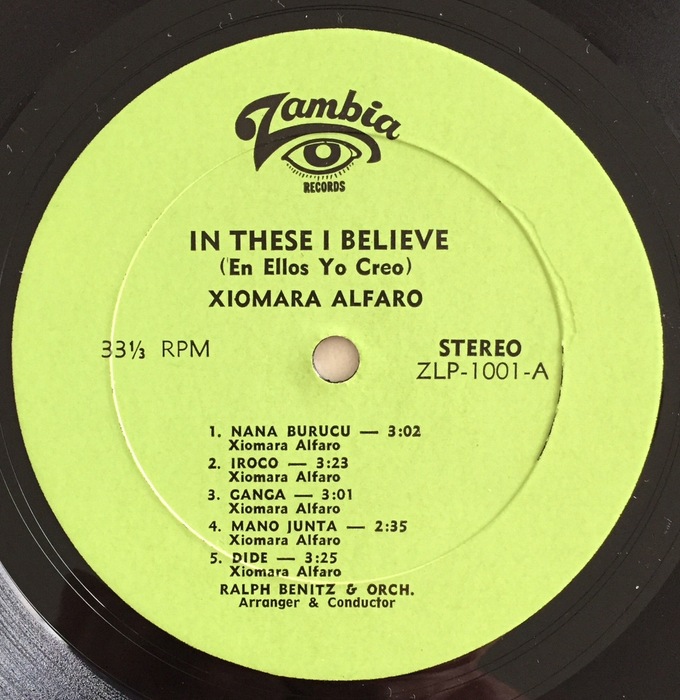 Zambia
RECORDS
IN THESE I BELIEVE
('En Ellos Yo Creo)
XIOMARA ALFARO
33⅓ RPM
STEREO
ZLP-1001-A
1. NANA BURUCU — 3:02
Xiomara Alfaro
2. IROCO — 3:23
Xiomara Alfaro
3. GANGA — 3:01
Xiomara Alfaro
4. MANO JUNTA — 2:35
Xiomara Alfaro
5. DIDE — 3:25
Xiomara Alfaro
RALPH BENITZ & ORCH.
Arranger & Conductor